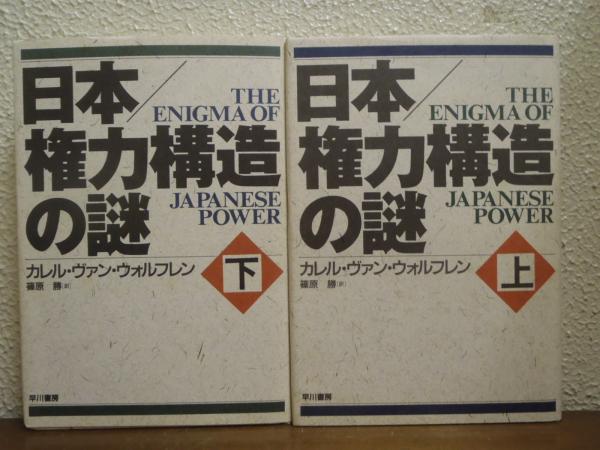 日本/
THE
ENIGMA OF
権力構造
JAPANESE
POWER
の謎
カレル・ヴァン・ウォルフレン
篠原 勝(訳)
下
早川書房
日本/
THE
ENIGMA OF
権力構造
JAPANESE
POWER
の謎
カレル・ヴァン・ウォルフレン
篠原 勝(訳)
上
早川書房